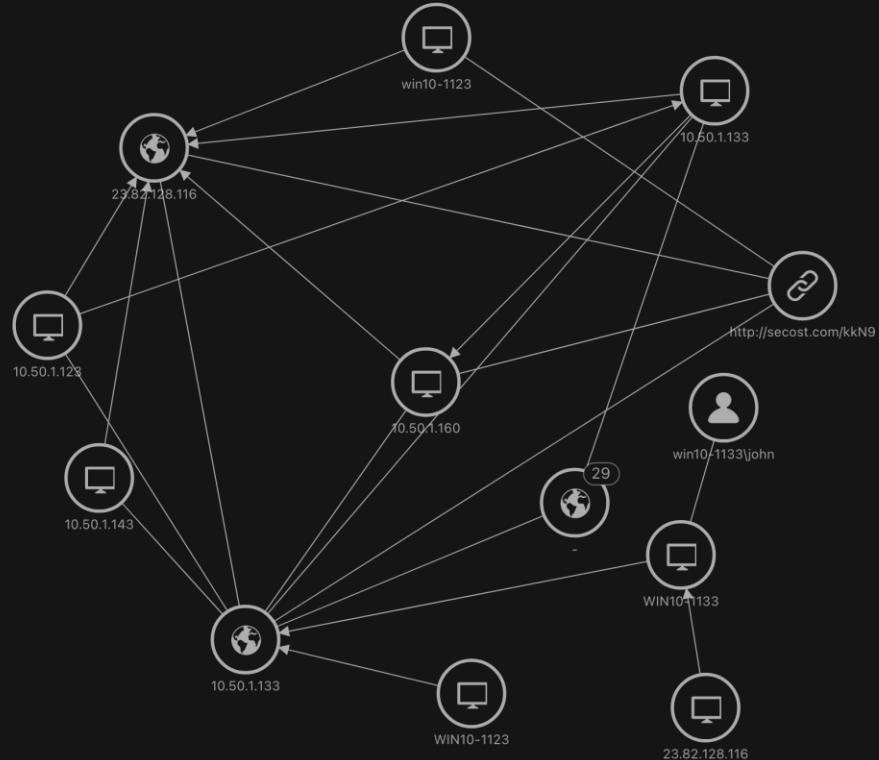 win10-1123
10.50.1.133
23.82.128.116
http://secost.com/kkN9
10.50.1.123
10.50.1.160
win10-1133\john
29
10.50.1.143
-
WIN10-1133
10.50.1.133
WIN10-1123
23.82.128.116